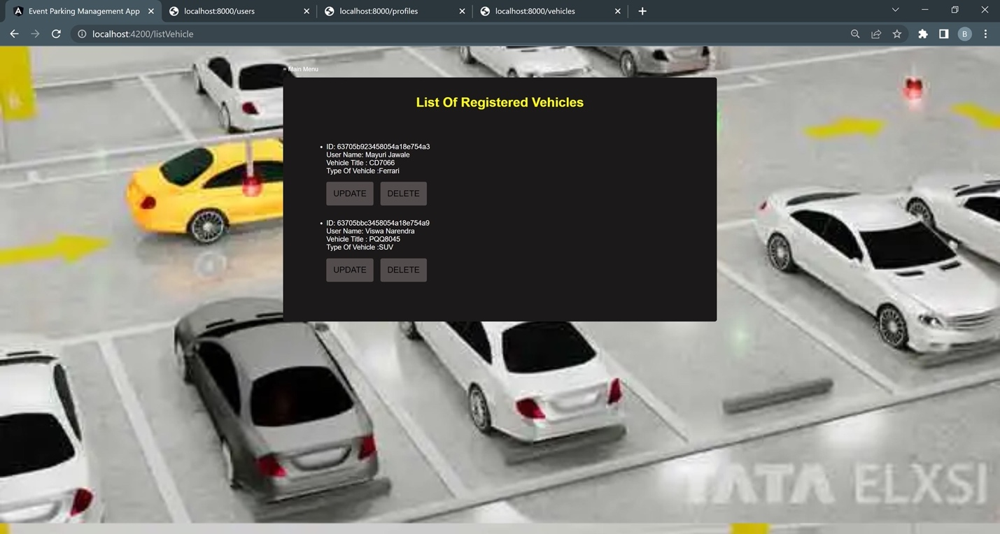 Event Parking Management App
localhost:8000/users
localhost:8000/profiles
localhost:8000/vehicles
localhost:4200/listVehicle
B
= Main Menu
List Of Registered Vehicles
ID: 63705b923458054a18e754a3
User Name: Mayuri Jawale
Vehicle Title : CD7066
Type Of Vehicle :Ferrari
UPDATE DELETE
ID: 63705bbc3458054a18e754a9
User Name: Viswa Narendra
Vehicle Title : PQQ8045
Type Of Vehicle :SUV
UPDATE DELETE
TATA ELXSI